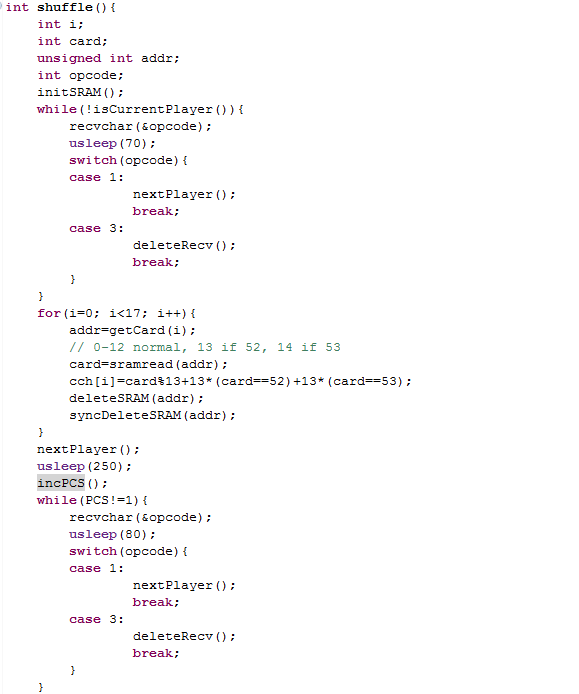 int shuffle(){
    int i;
    int card;
    unsigned int addr;
    int opcode;
    initSRAM();
    while(!isCurrentPlayer()){
        recvchar(&opcode);
        usleep(70);
        switch(opcode){
        case 1:
                nextPlayer();
                break;
        case 3:
                deleteRecv();
                break;
        }
    }
    for(i=0; i<17; i++){
        addr=getCard(i);
        // 0-12 normal, 13 if 52, 14 if 53
        card=sramread(addr);
        cch[i]=card%13+13*(card==52)+13*(card==53);
        deleteSRAM(addr);
        syncDeleteSRAM(addr);
    }
    nextPlayer();
    usleep(250);
    incPCS();
    while(PCS!=1){
        recvchar(&opcode);
        usleep(80);
        switch(opcode){
        case 1:
                nextPlayer();
                break;
        case 3:
                deleteRecv();
                break;
        }
    }